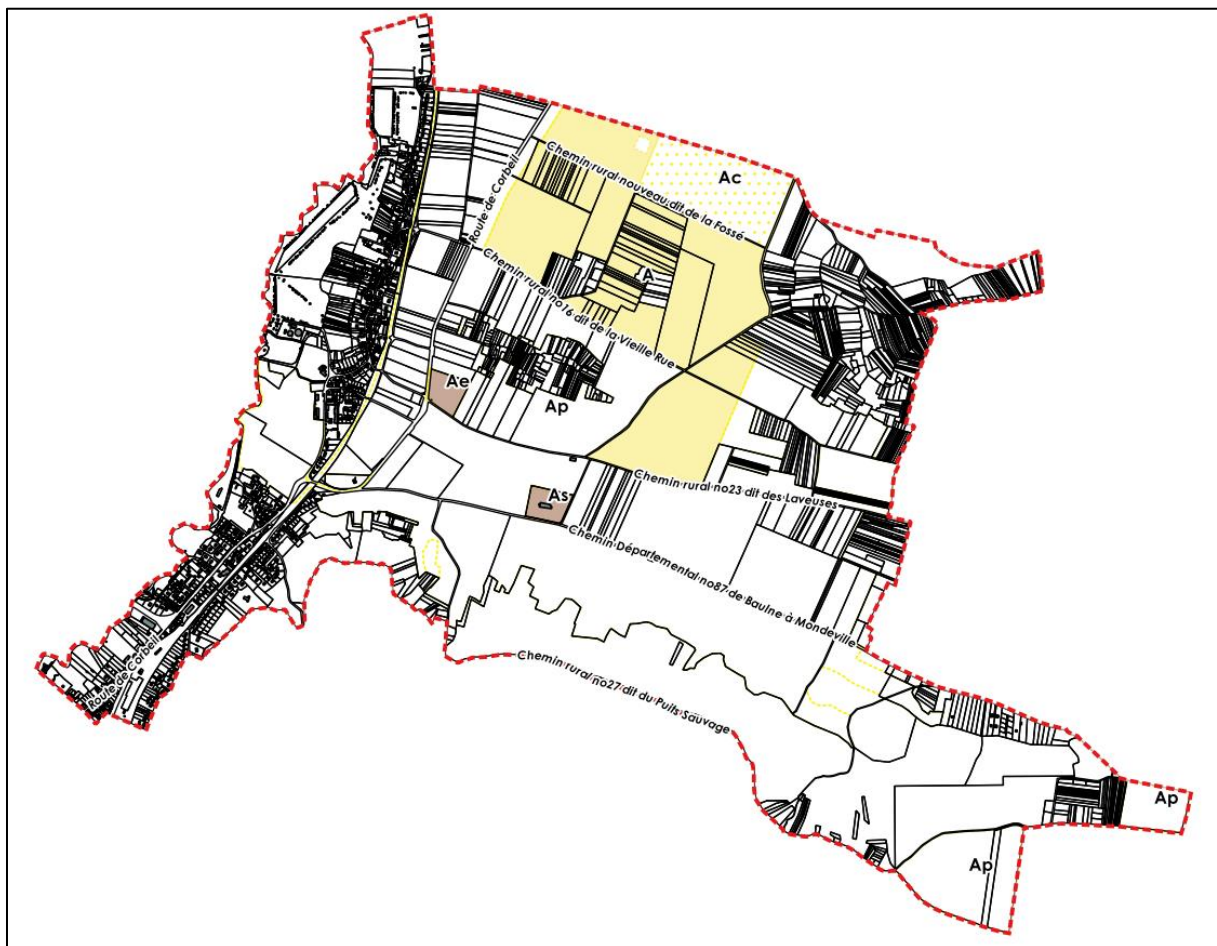 Chemin rural nouveau dit de la Fossé
Ac
Route de Corbeil
A
Chemin rural no16 dit de la Vieille Rue
Ae
Ap
Chemin rural no23 dit des Laveuses
As
Chemin Départemental no87 de Baulne à Mondeville
Chemin rural no27 dit du Puits Sauvage
Route de Corbeil
Ap
Ap